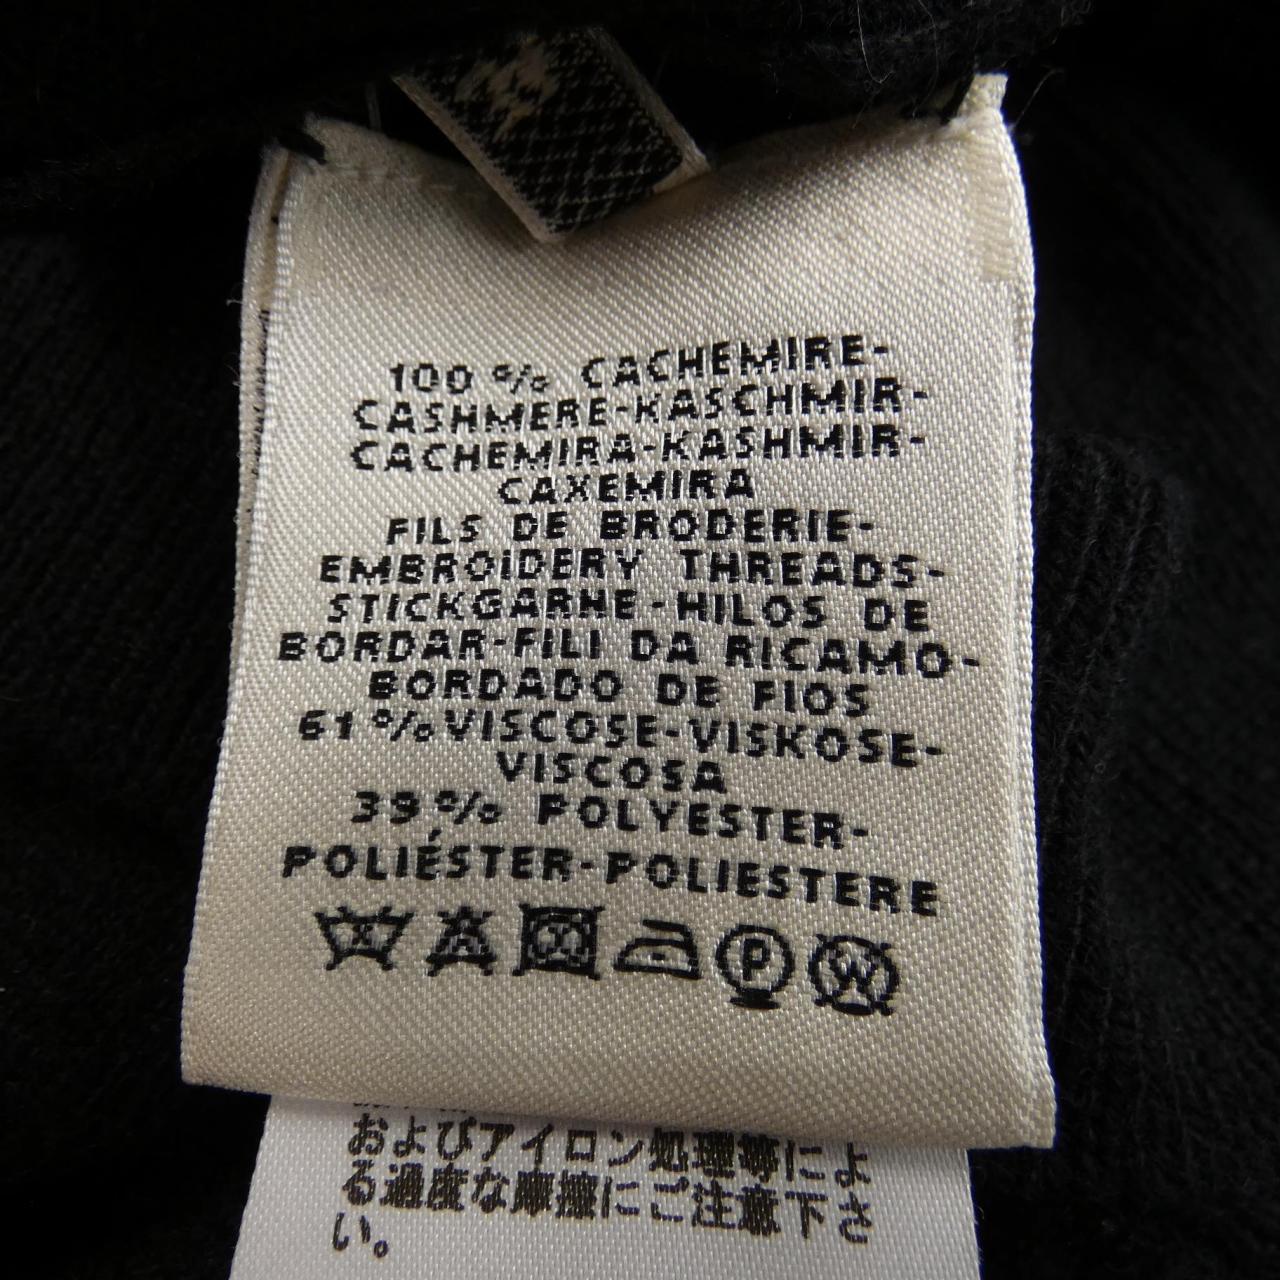 100 % CACHEMIRE-
CASHMERE-KASCHMIR-
CACHEMIRA-KASHMIR-
CAXEMIRA
FILS DE BRODERIE-
EMBROIDERY THREADS-
STICKGARNE-HILOS DE
BORDAR-FILI DA RICAMO-
BORDADO DE FIOS
61 % VISCOSE-VISKOSE-
VISCOSA
39 % POLYESTER-
POLIÉSTER-POLIESTERE
P W
およびアイロン処理等によ
る過度な摩擦にご注意下さ
い。